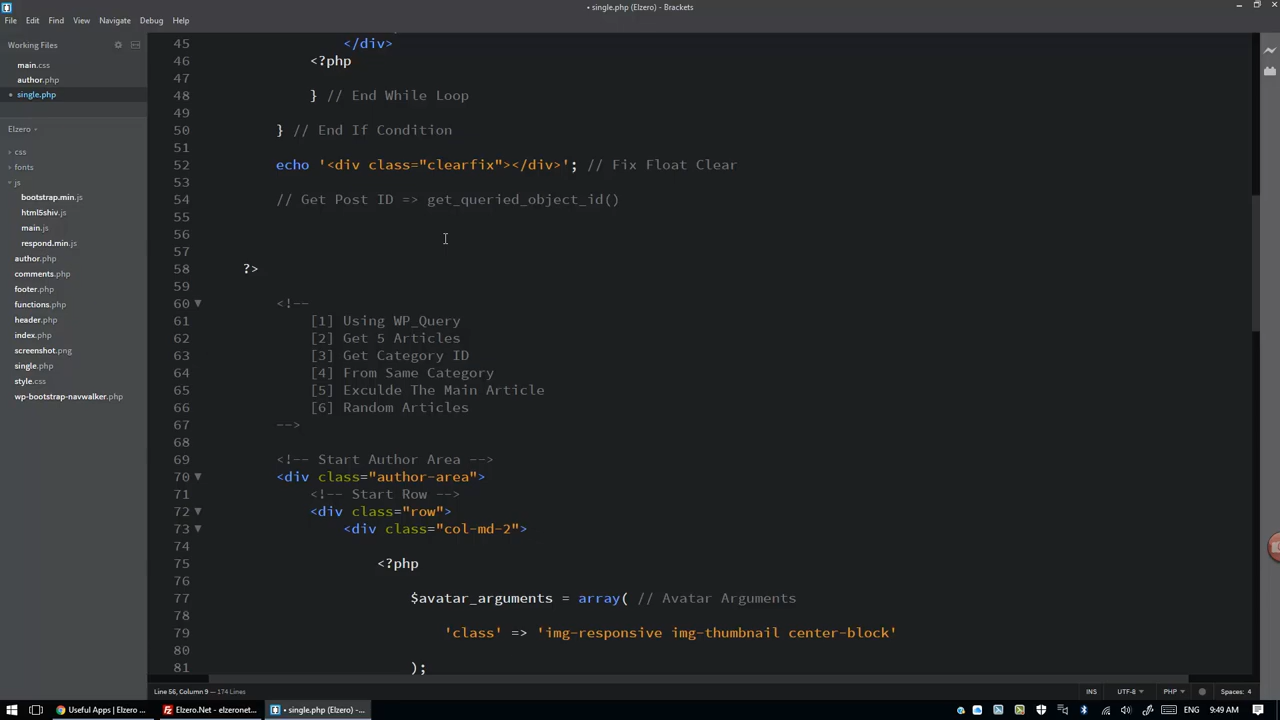 • single.php (Elzero) - Brackets
File Edit Find View Navigate Debug Help
Working Files
main.css
author.php
• single.php
Elzero
css
fonts
js
bootstrap.min.js
html5shiv.js
main.js
respond.min.js
author.php
comments.php
footer.php
functions.php
header.php
index.php
screenshot.png
single.php
style.css
wp-bootstrap-navwalker.php
45 </div>
46 <?php
47
48 } // End While Loop
49
50 } // End If Condition
51
52 echo '<div class="clearfix"></div>'; // Fix Float Clear
53
54 // Get Post ID => get_queried_object_id()
55
56
57
58 ?>
59
60 <!--
61 [1] Using WP_Query
62 [2] Get 5 Articles
63 [3] Get Category ID
64 [4] From Same Category
65 [5] Exculde The Main Article
66 [6] Random Articles
67 -->
68
69 <!-- Start Author Area -->
70 <div class="author-area">
71 <!-- Start Row -->
72 <div class="row">
73 <div class="col-md-2">
74
75 <?php
76
77 $avatar_arguments = array( // Avatar Arguments
78
79 'class' => 'img-responsive img-thumbnail center-block'
80
81 );
Line 56, Column 9 - 174 Lines
INS UTF-8 PHP Spaces: 4
Useful Apps | Elzero ... Elzero.Net - elzeronet... • single.php (Elzero) -... ENG 9:49 AM